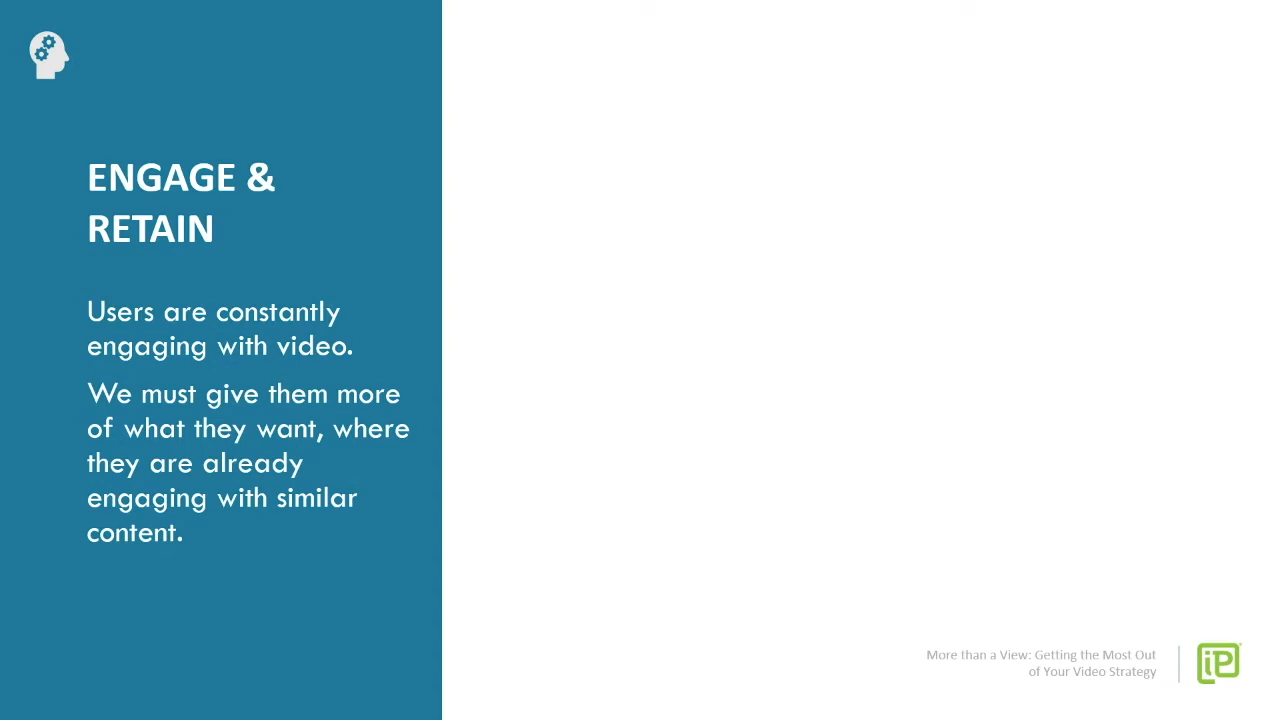 ENGAGE &
RETAIN
Users are constantly
engaging with video.
We must give them more
of what they want, where
they are already
engaging with similar
content.
More than a View: Getting the Most Out
of Your Video Strategy
iP